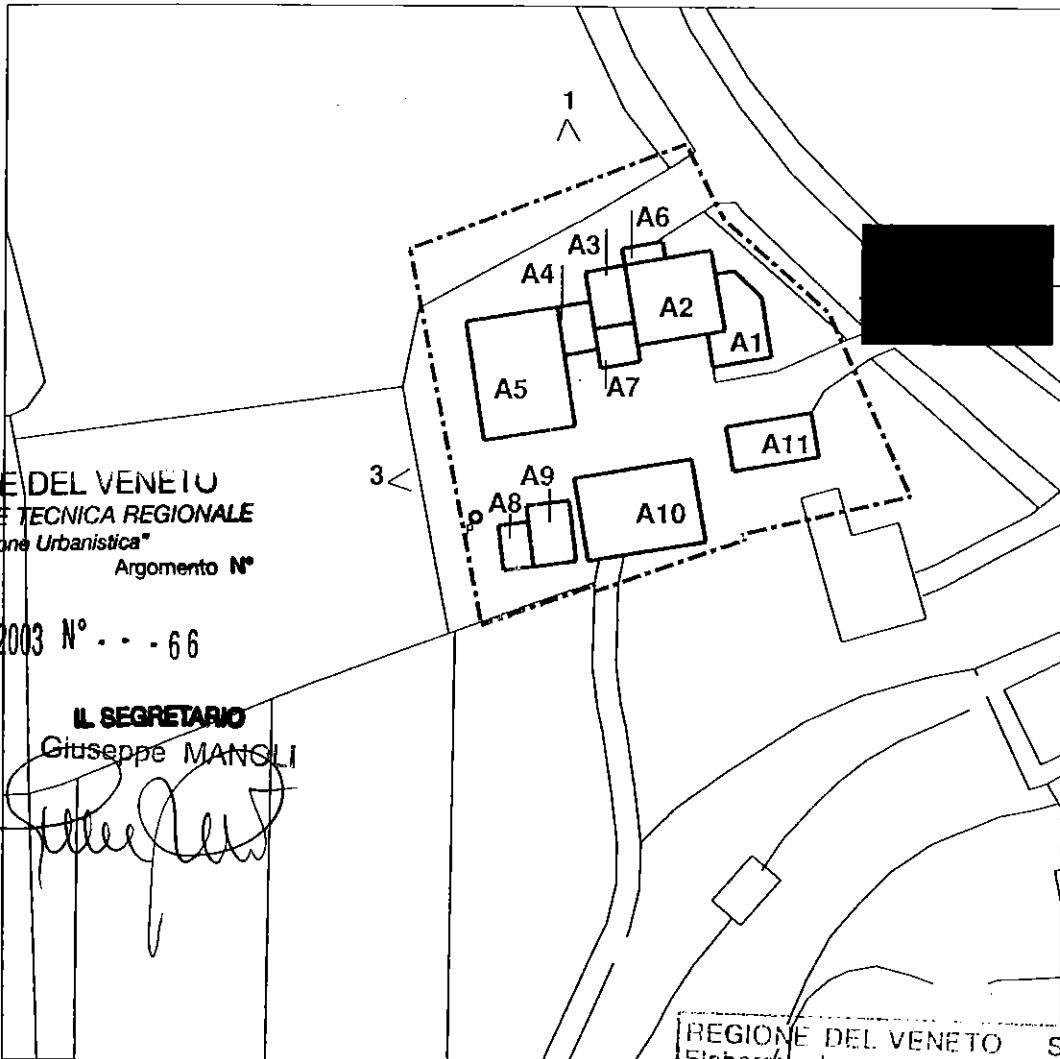 1
A6
A3
A4
A2
A1
A7
A5
A11
3
A9
A8
A10
E DEL VENETO
E TECNICA REGIONALE
one Urbanistica"
Argomento N°
2003 N° - - - 66
IL SEGRETARIO
Giuseppe MANOLI
REGIONE DEL VENETO S